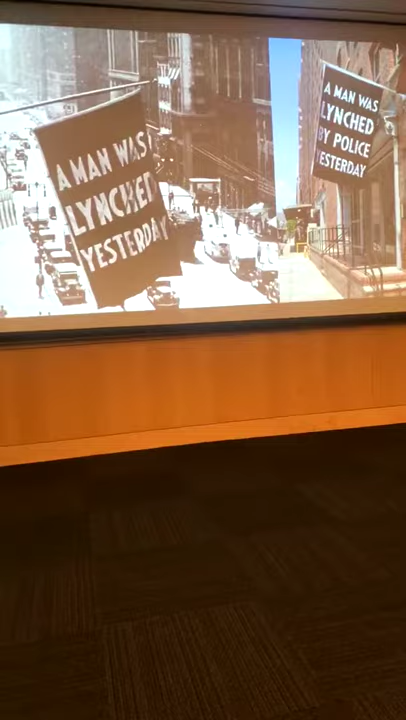 A MAN WAS
LYNCHED
YESTERDAY
A MAN WAS
LYNCHED
BY POLICE
YESTERDAY